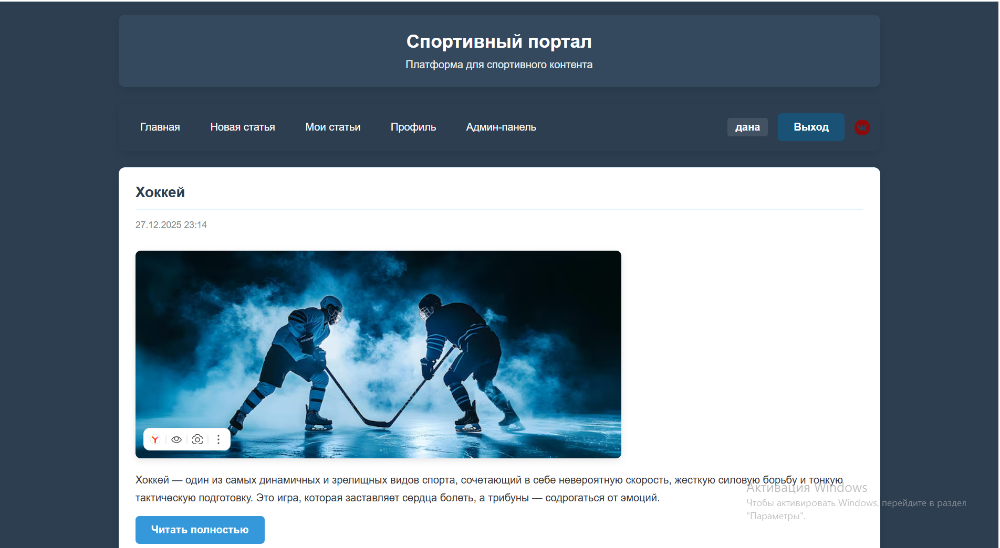 Спортивный портал
Платформа для спортивного контента
Главная Новая статья Мои статьи Профиль Админ-панель дана Выход
Хоккей
27.12.2025 23:14
Хоккей — один из самых динамичных и зрелищных видов спорта, сочетающий в себе невероятную скорость, жесткую силовую борьбу и тонкую
тактическую подготовку. Это игра, которая заставляет сердца болеть, а трибуны — содрогаться от эмоций.
Активация Windows
Чтобы активировать Windows, перейдите в раздел
"Параметры".
Читать полностью